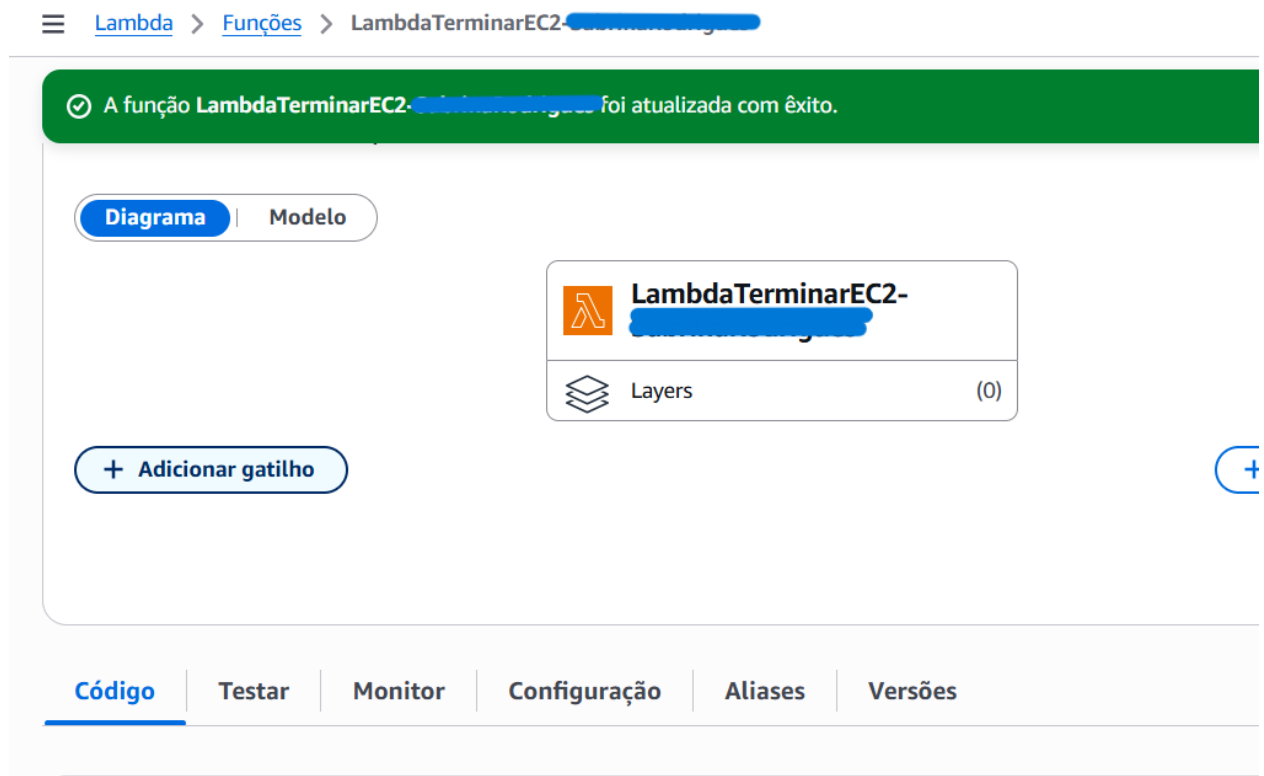 Lambda > Funções > LambdaTerminarEC2-
A função LambdaTerminarEC2- foi atualizada com êxito.
Diagrama | Modelo
LambdaTerminarEC2-
Layers (0)
+ Adicionar gatilho
+
Código Testar Monitor Configuração Aliases Versões